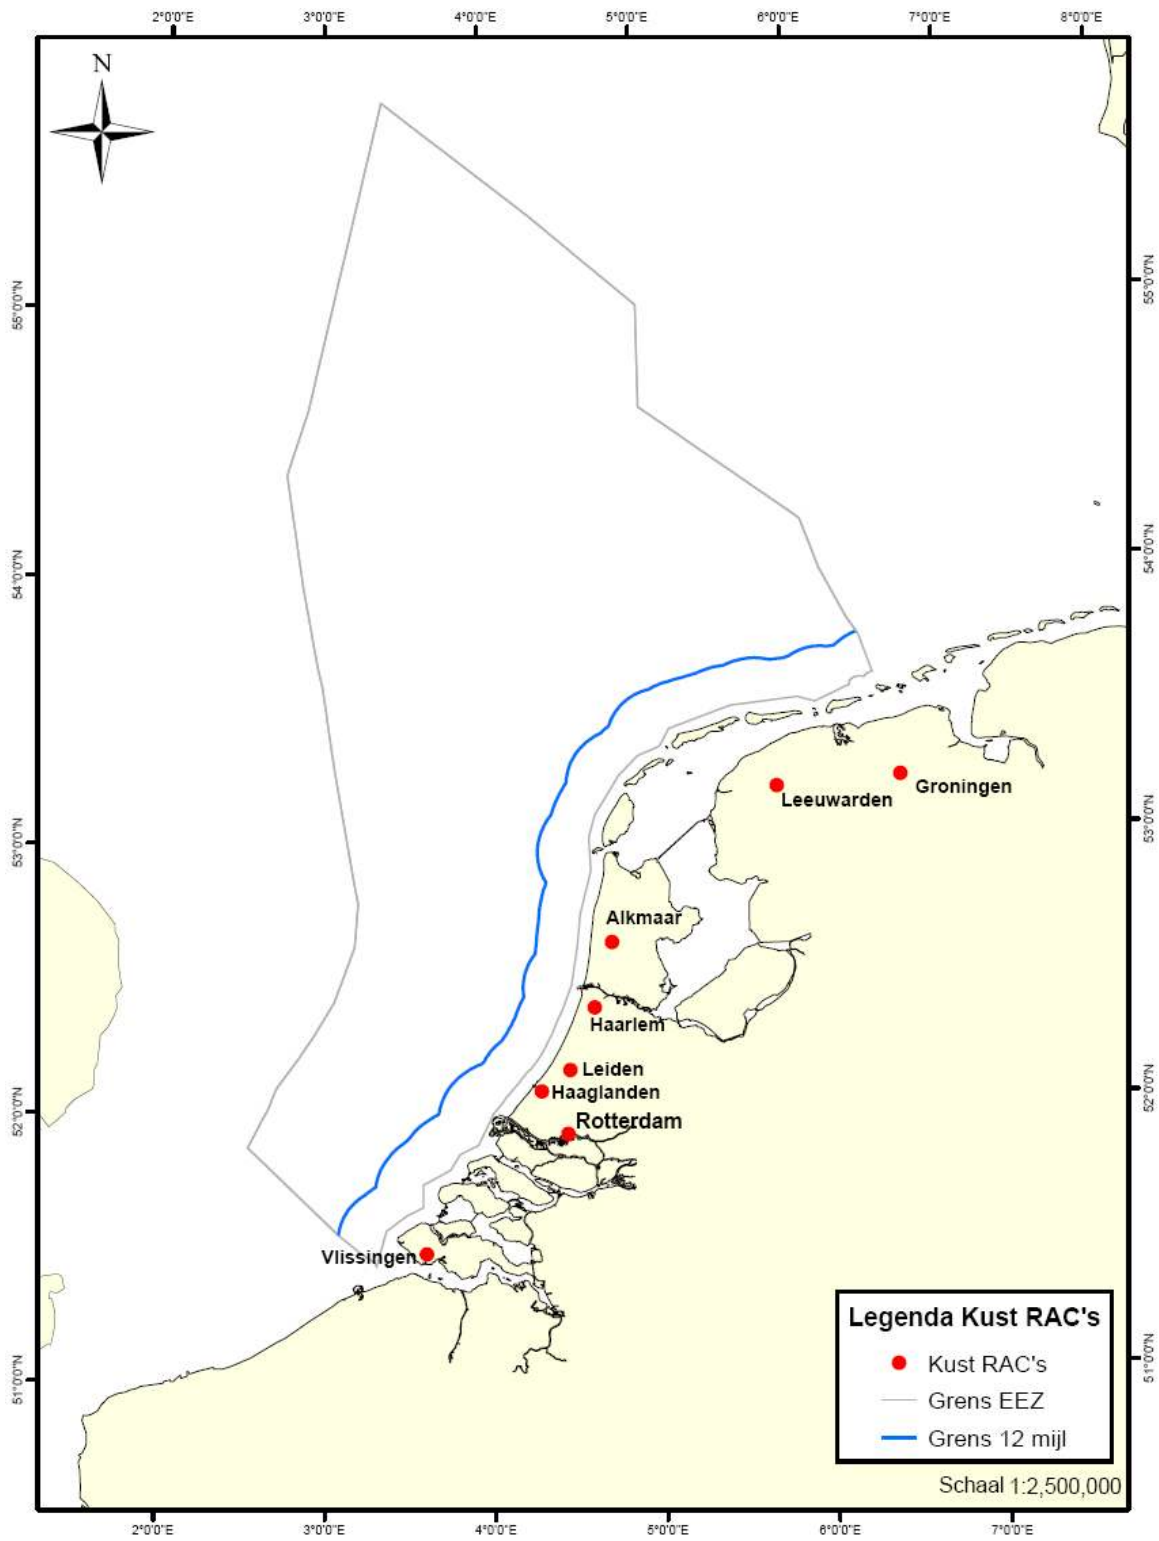 2°0'0"E 3°0'0"E 4°0'0"E 5°0'0"E 6°0'0"E 7°0'0"E 8°0'0"E
N
55°0'0"N
55°0'0"N
54°0'0"N
54°0'0"N
53°0'0"N
53°0'0"N
52°0'0"N
52°0'0"N
51°0'0"N
51°0'0"N
Groningen
Leeuwarden
Alkmaar
Haarlem
Leiden
Haaglanden
Rotterdam
Vlissingen
Legenda Kust RAC's
Kust RAC's
Grens EEZ
Grens 12 mijl
Schaal 1:2,500,000
2°0'0"E 3°0'0"E 4°0'0"E 5°0'0"E 6°0'0"E 7°0'0"E